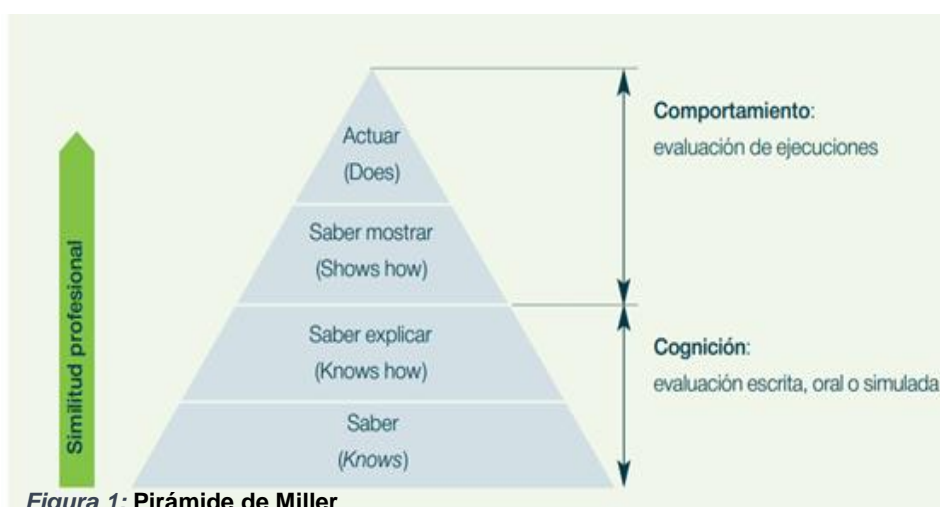 Actuar
(Does)
Saber mostrar
(Shows how)
Saber explicar
(Knows how)
Saber
(Knows)
Similitud profesional
Comportamiento:
evaluación de ejecuciones
Cognición:
evaluación escrita, oral o simulada
Figura 1: Pirámide de Miller